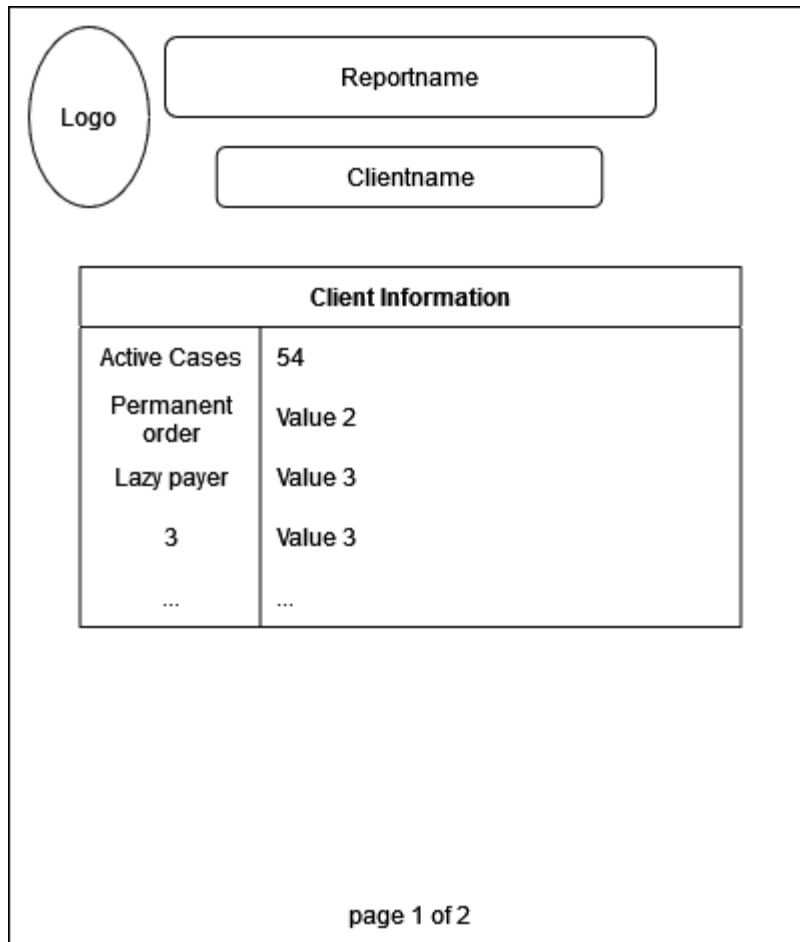 Reportname
Logo
Clientname
Client Information
Active Cases 54
Permanent
order Value 2
Lazy payer Value 3
3 Value 3
... ...
page 1 of 2